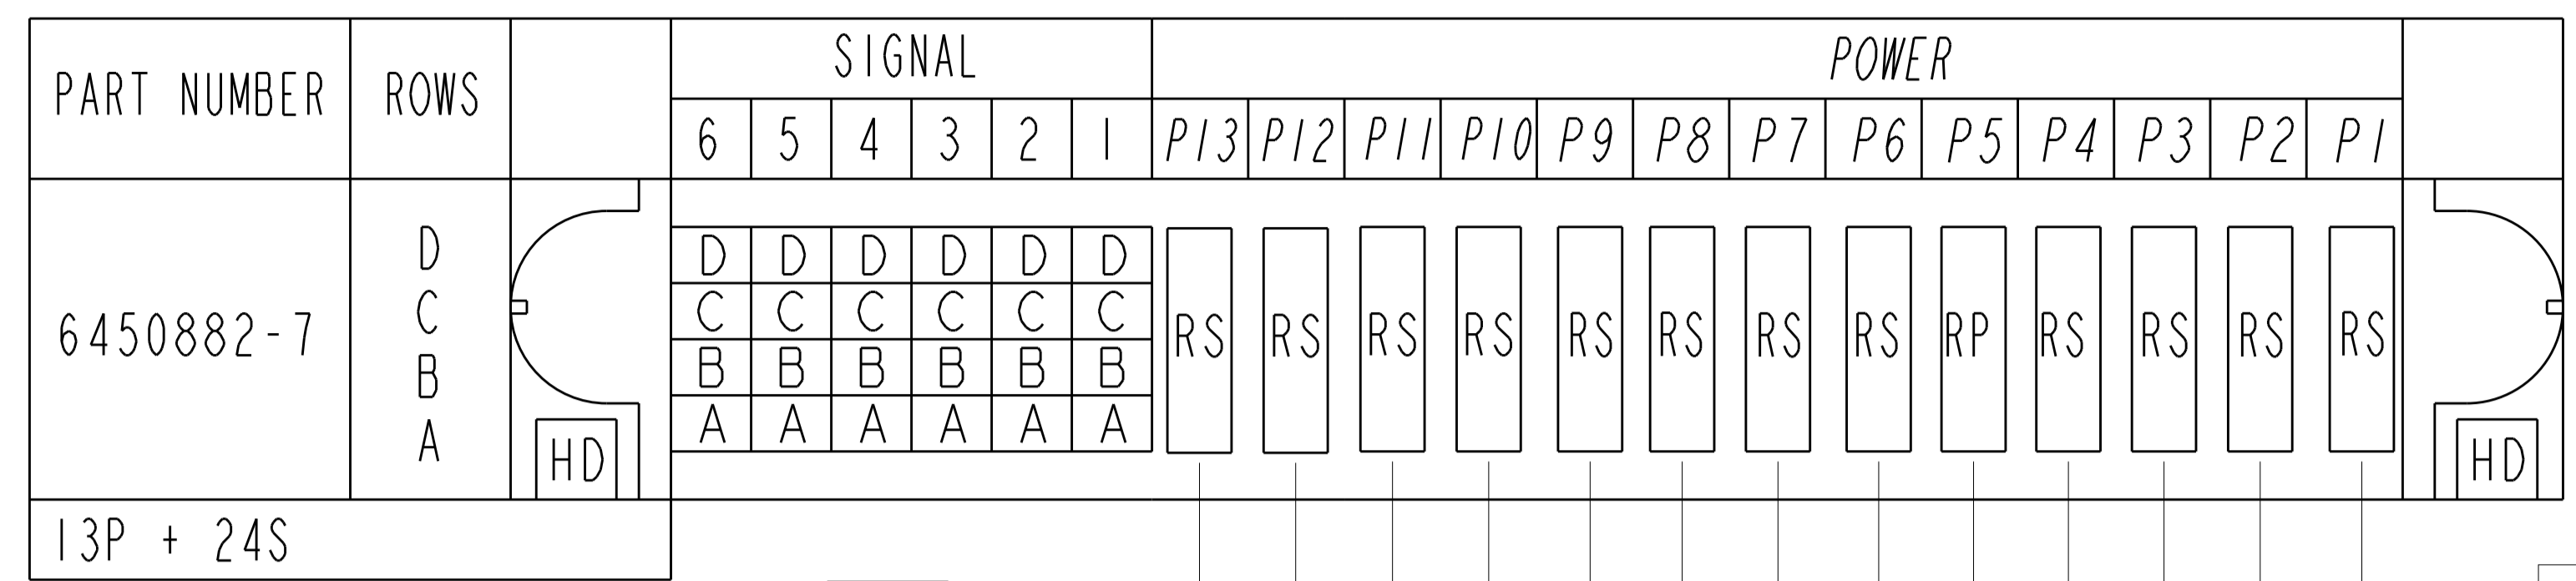 SIGNAL POWER
PART NUMBER ROWS
6 5 4 3 2 1 P13 P12 P11 P10 P9 P8 P7 P6 P5 P4 P3 P2 P1
D D D D D D D
C C C C C C C
6450882-7 RS RS RS RS RS RS RS RS RP RS RS RS RS
B B B B B B B
A A A A A A A
HD HD
13P + 24S